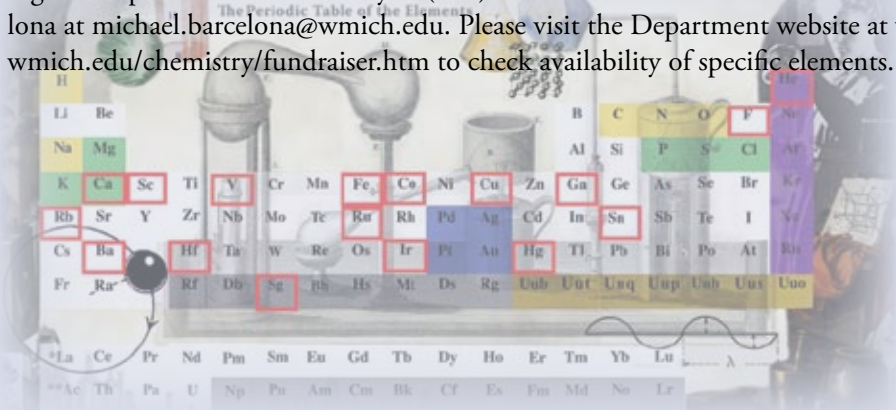 The Periodic Table of the Elements
lona at michael.barcelona@wmich.edu. Please visit the Department website at
wmich.edu/chemistry/fundraiser.htm to check availability of specific elements.
H He
Li Be B C N O F Ne
Na Mg Al Si P S Cl Ar
K Ca Sc Ti V Cr Mn Fe Co Ni Cu Zn Ga Ge As Se Br Kr
Rb Sr Y Zr Nb Mo Tc Ru Rh Pd Ag Cd In Sn Sb Te I Xe
Cs Ba Hf Ta W Re Os Ir Pt Au Hg Tl Pb Bi Po At Rn
Fr Ra Rf Db Sg Bh Hs Mt Ds Rg Uub Uut Uuq Uup Uuh Uus Uuo
λ
*La Ce Pr Nd Pm Sm Eu Gd Tb Dy Ho Er Tm Yb Lu
**Ac Th Pa U Np Pu Am Cm Bk Cf Es Fm Md No Lr